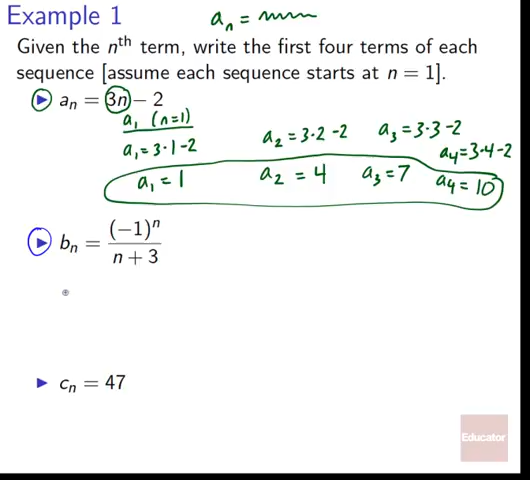 Example 1
aₙ =
Given the nᵗʰ term, write the first four terms of each
sequence [assume each sequence starts at n = 1].
▶ aₙ = 3n − 2
a₁ (n=1)
a₁ = 3·1−2 a₂ = 3·2−2 a₃ = 3·3−2 a₄ = 3·4−2
a₁ = 1 a₂ = 4 a₃ = 7 a₄ = 10
▶ bₙ = (−1)ⁿ / n + 3
▶ cₙ = 47
Educator